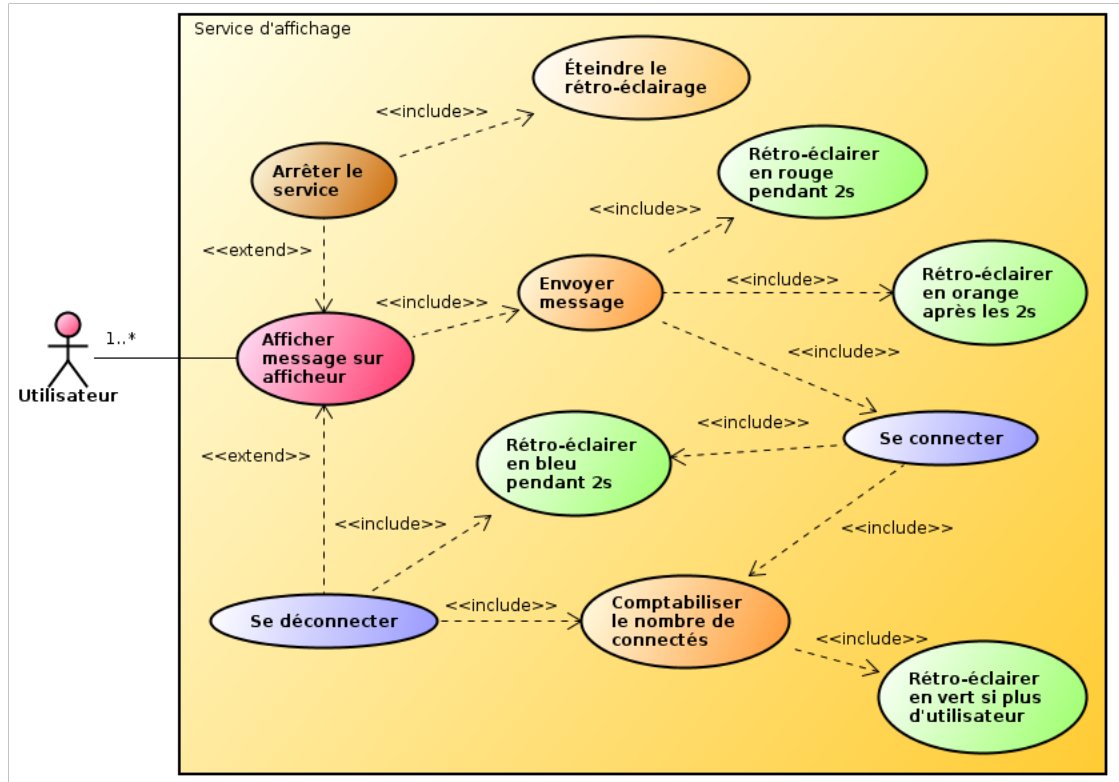 Service d'affichage
Éteindre le
rétro-éclairage
<<include>>
Arrêter le
service
Rétro-éclairer
en rouge
pendant 2s
<<include>>
<<extend>>
Envoyer
message
<<include>>
Rétro-éclairer
en orange
après les 2s
<<include>>
1..*
Utilisateur
Afficher
message sur
afficheur
<<include>>
Se connecter
<<include>>
Rétro-éclairer
en bleu
pendant 2s
<<extend>>
<<include>>
<<include>>
Se déconnecter
<<include>>
Comptabiliser
le nombre de
connectés
<<include>>
Rétro-éclairer
en vert si plus
d'utilisateur